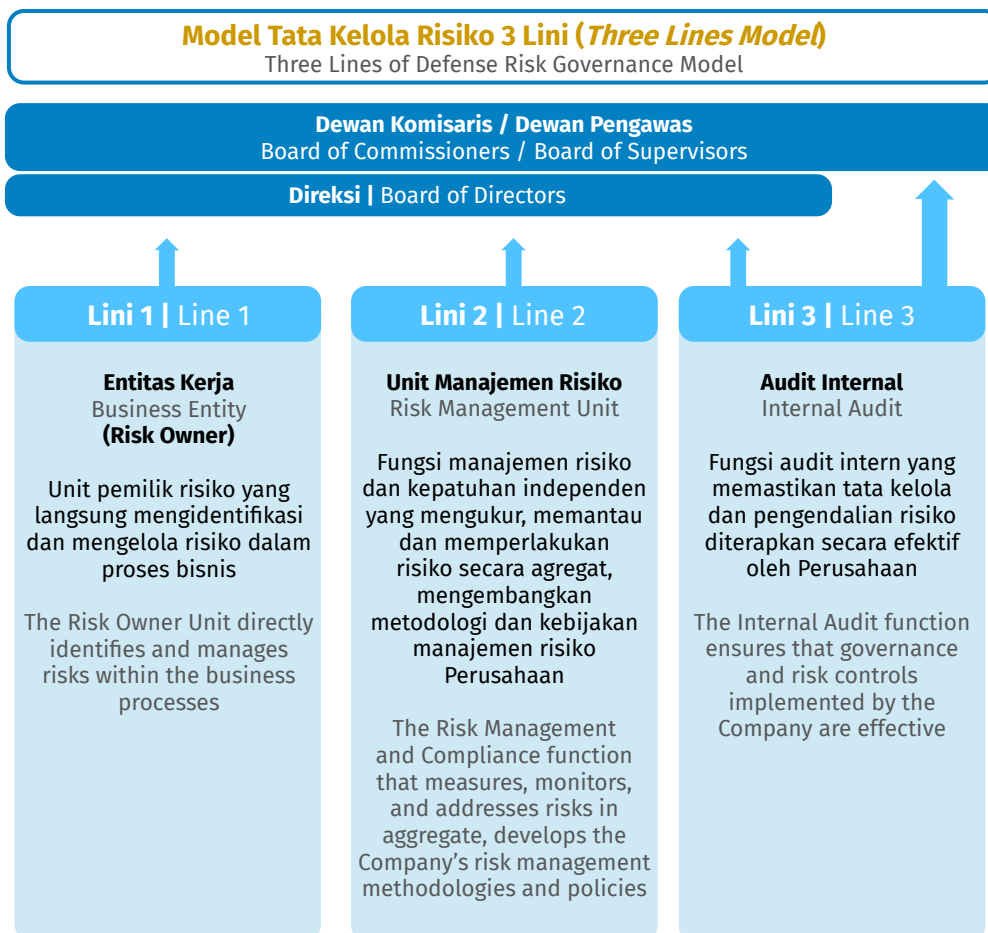 Model Tata Kelola Risiko 3 Lini (Three Lines Model)
Three Lines of Defense Risk Governance Model
Dewan Komisaris / Dewan Pengawas
Board of Commissioners / Board of Supervisors
Direksi | Board of Directors
Lini 1 | Line 1
Entitas Kerja
Business Entity
(Risk Owner)
Unit pemilik risiko yang
langsung mengidentifikasi
dan mengelola risiko dalam
proses bisnis
The Risk Owner Unit directly
identifies and manages
risks within the business
processes
Lini 2 | Line 2
Unit Manajemen Risiko
Risk Management Unit
Fungsi manajemen risiko
dan kepatuhan independen
yang mengukur, memantau
dan memperlakukan
risiko secara agregat,
mengembangkan
metodologi dan kebijakan
manajemen risiko
Perusahaan
The Risk Management
and Compliance function
that measures, monitors,
and addresses risks in
aggregate, develops the
Company's risk management
methodologies and policies
Lini 3 | Line 3
Audit Internal
Internal Audit
Fungsi audit intern yang
memastikan tata kelola
dan pengendalian risiko
diterapkan secara efektif
oleh Perusahaan
The Internal Audit function
ensures that governance
and risk controls
implemented by the
Company are effective